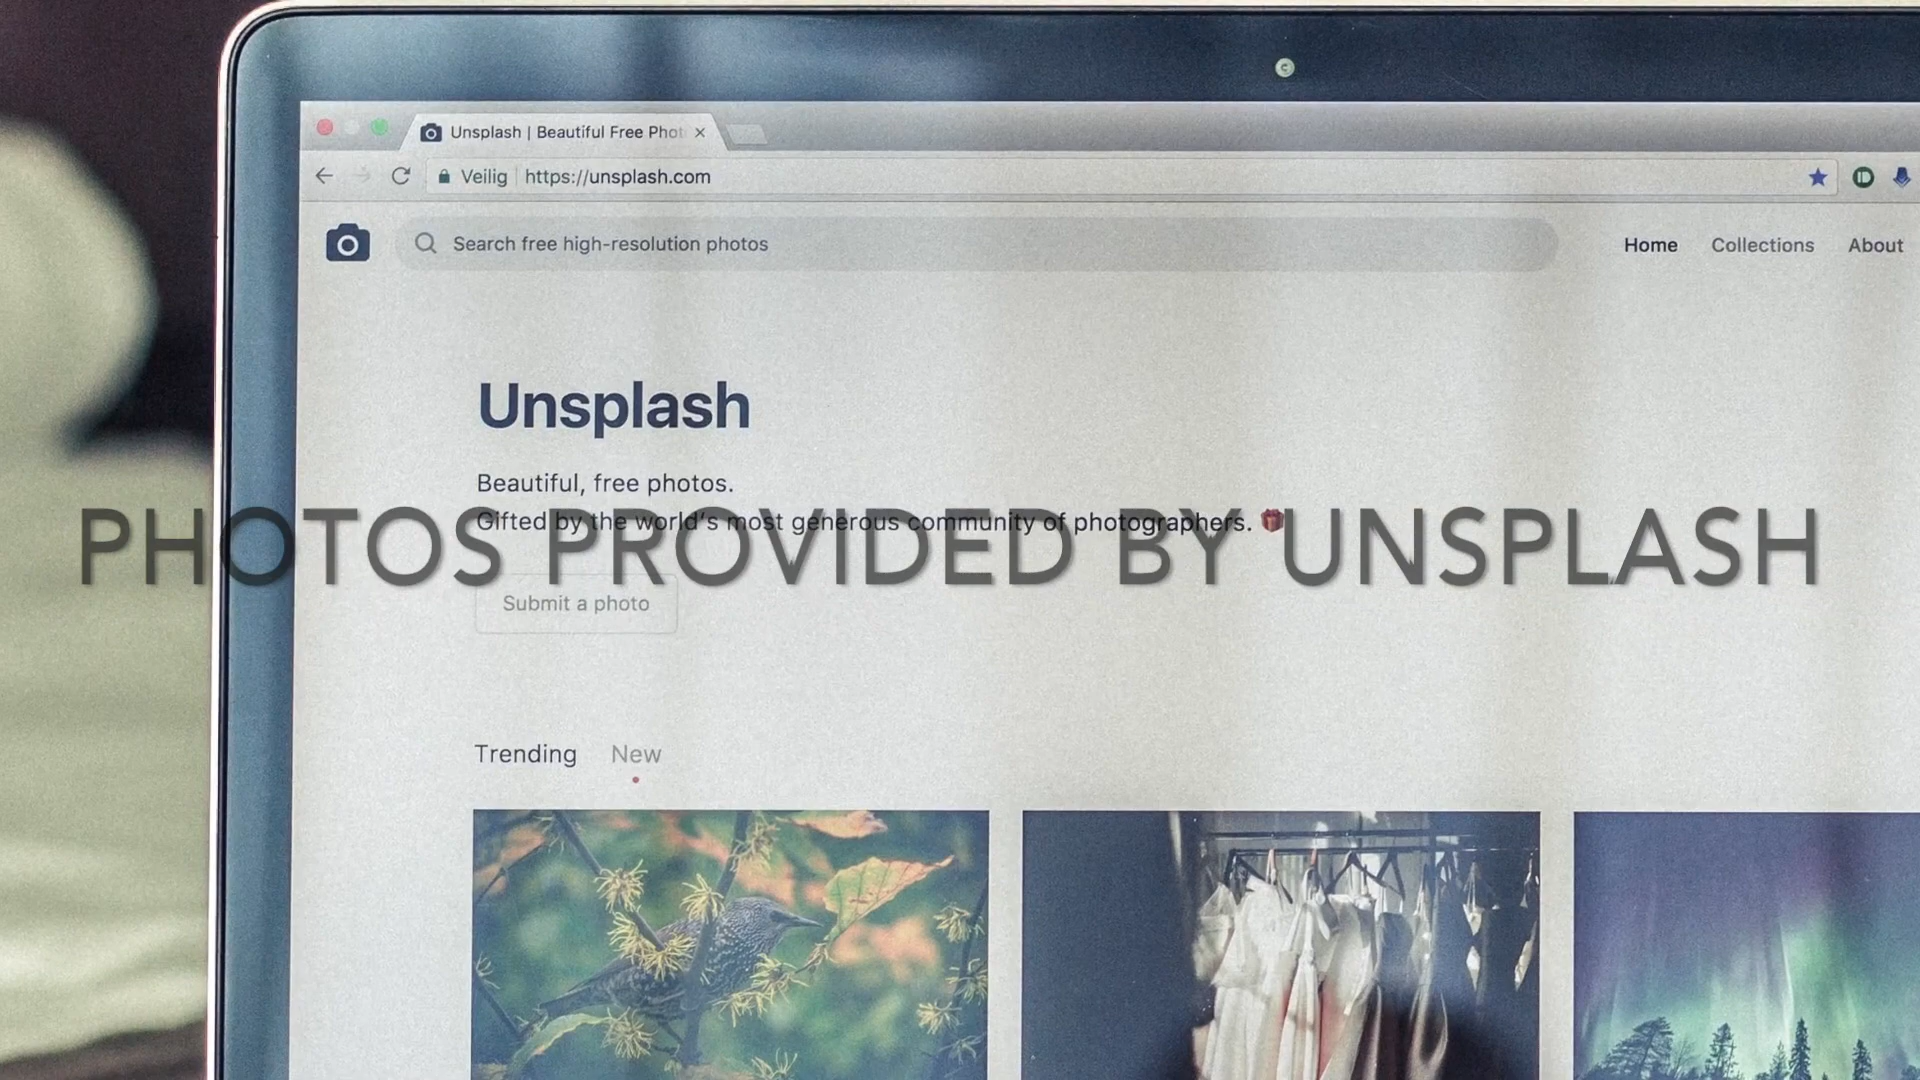 Unsplash | Beautiful Free Phot
Veilig https://unsplash.com
Search free high-resolution photos
Home Collections About
Unsplash
Beautiful, free photos.
Gifted by the world's most generous community of photographers. 🎁
PHOTOS PROVIDED BY UNSPLASH
Submit a photo
Trending New